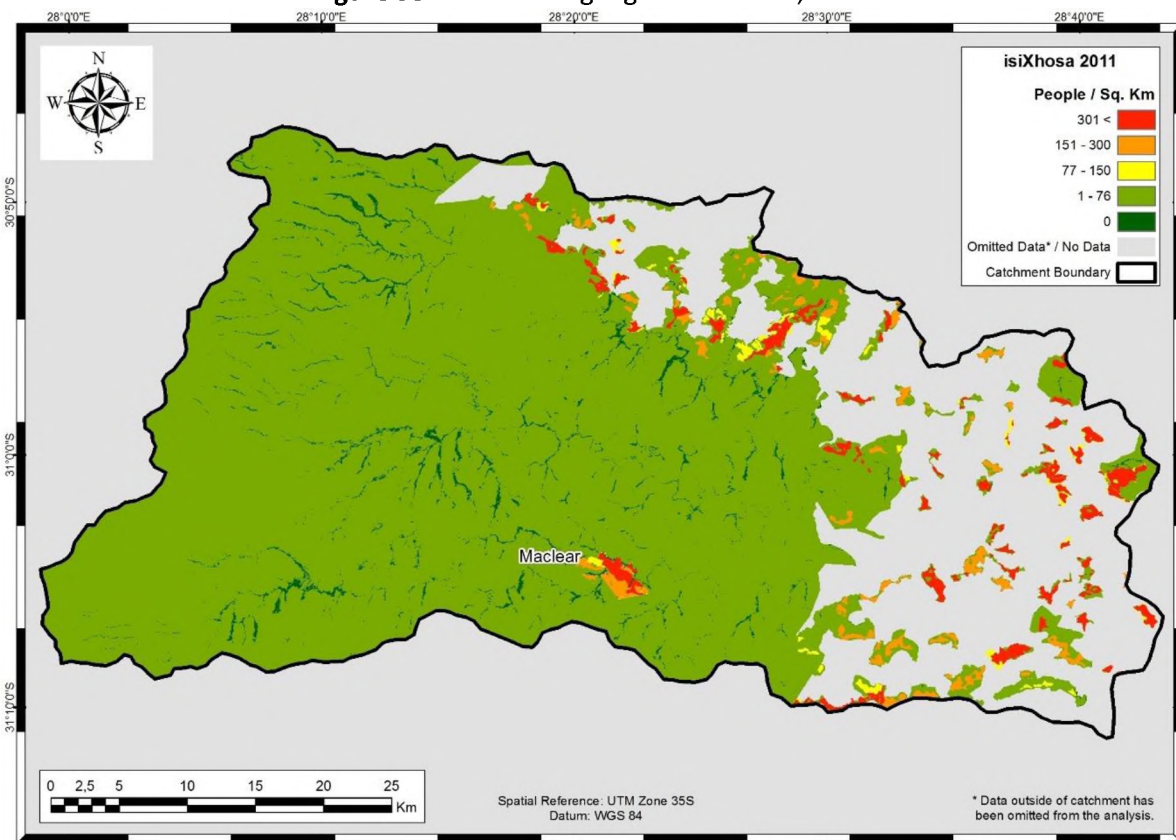 28°0'0"E 28°10'0"E 28°20'0"E 28°30'0"E 28°40'0"E
N
W E
S
isiXhosa 2011
People / Sq. Km
301 <
151 - 300
77 - 150
1 - 76
0
Omitted Data* / No Data
Catchment Boundary
30°50'0"S
31°0'0"S
31°10'0"S
Maclear
0 2,5 5 10 15 20 25
Km
Spatial Reference: UTM Zone 35S
Datum: WGS 84
* Data outside of catchment has
been omitted from the analysis.